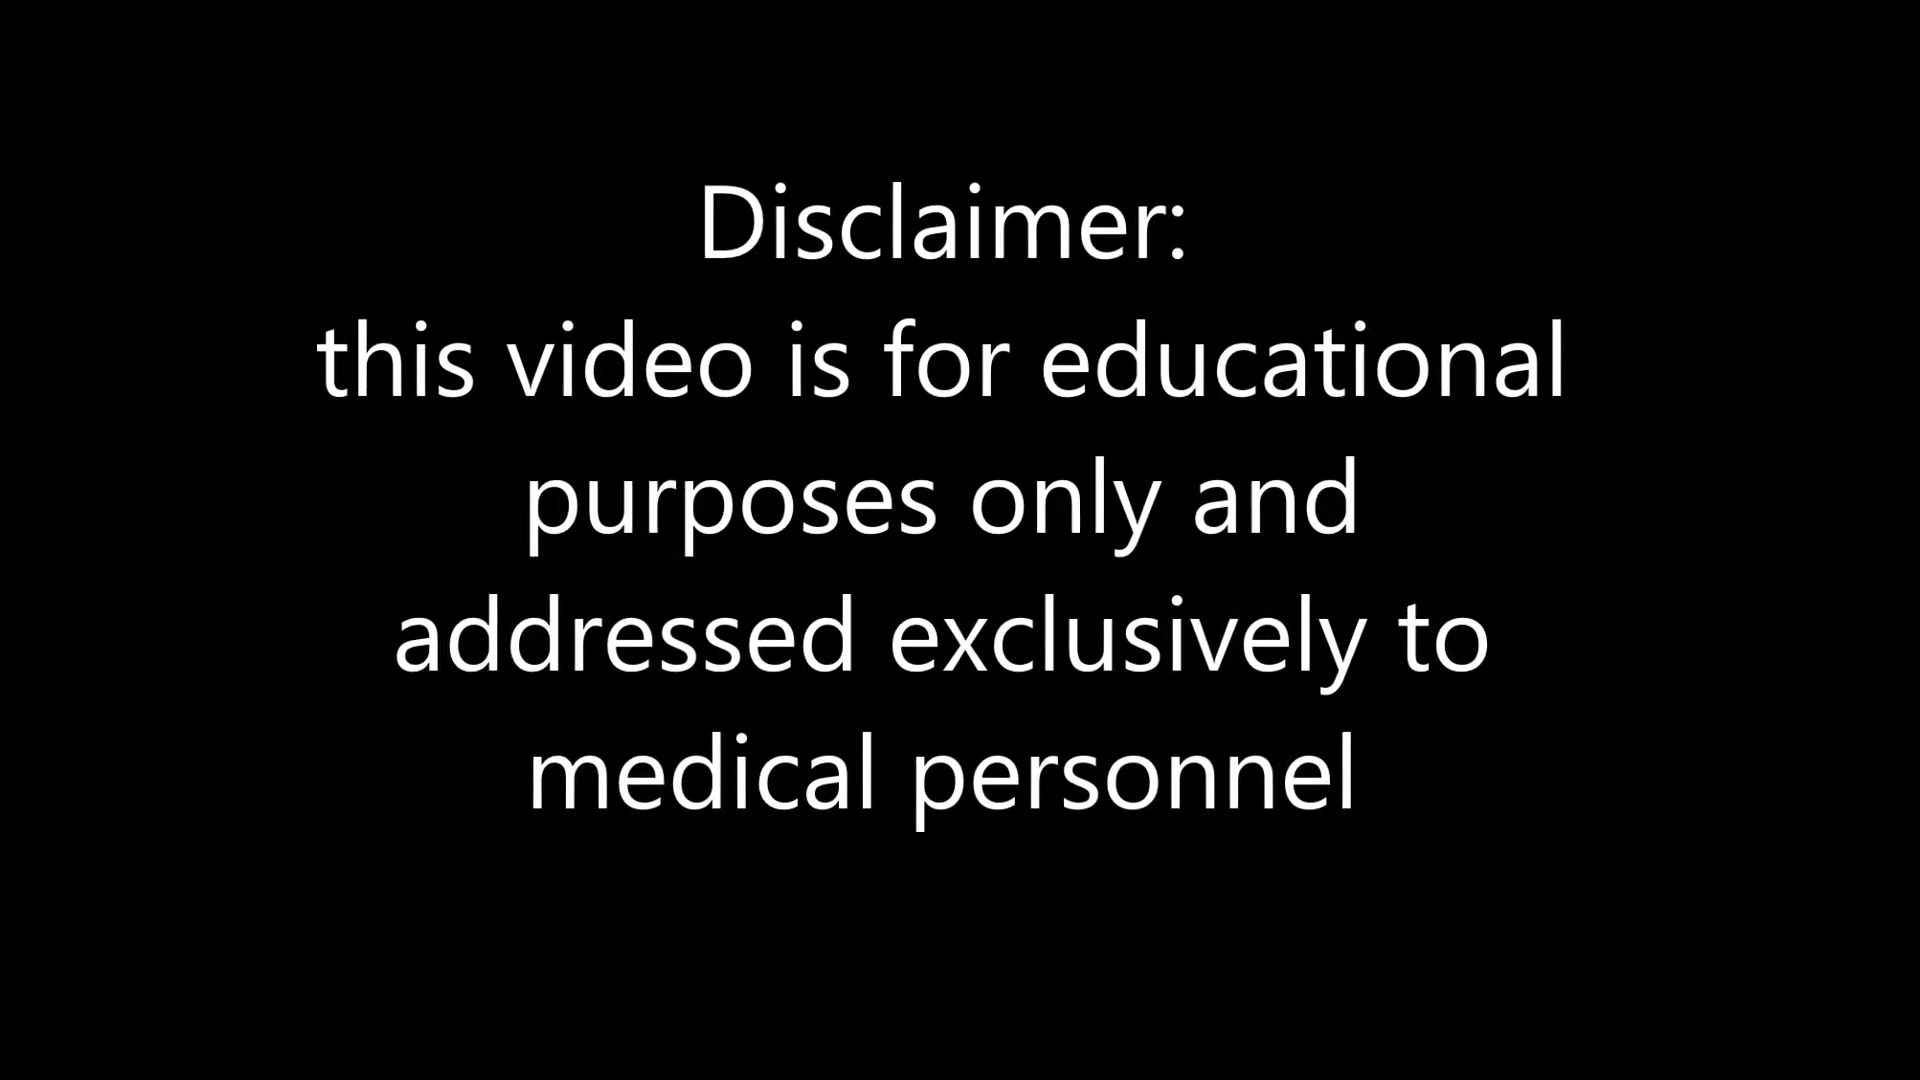 Disclaimer:
this video is for educational
purposes only and
addressed exclusively to
medical personnel